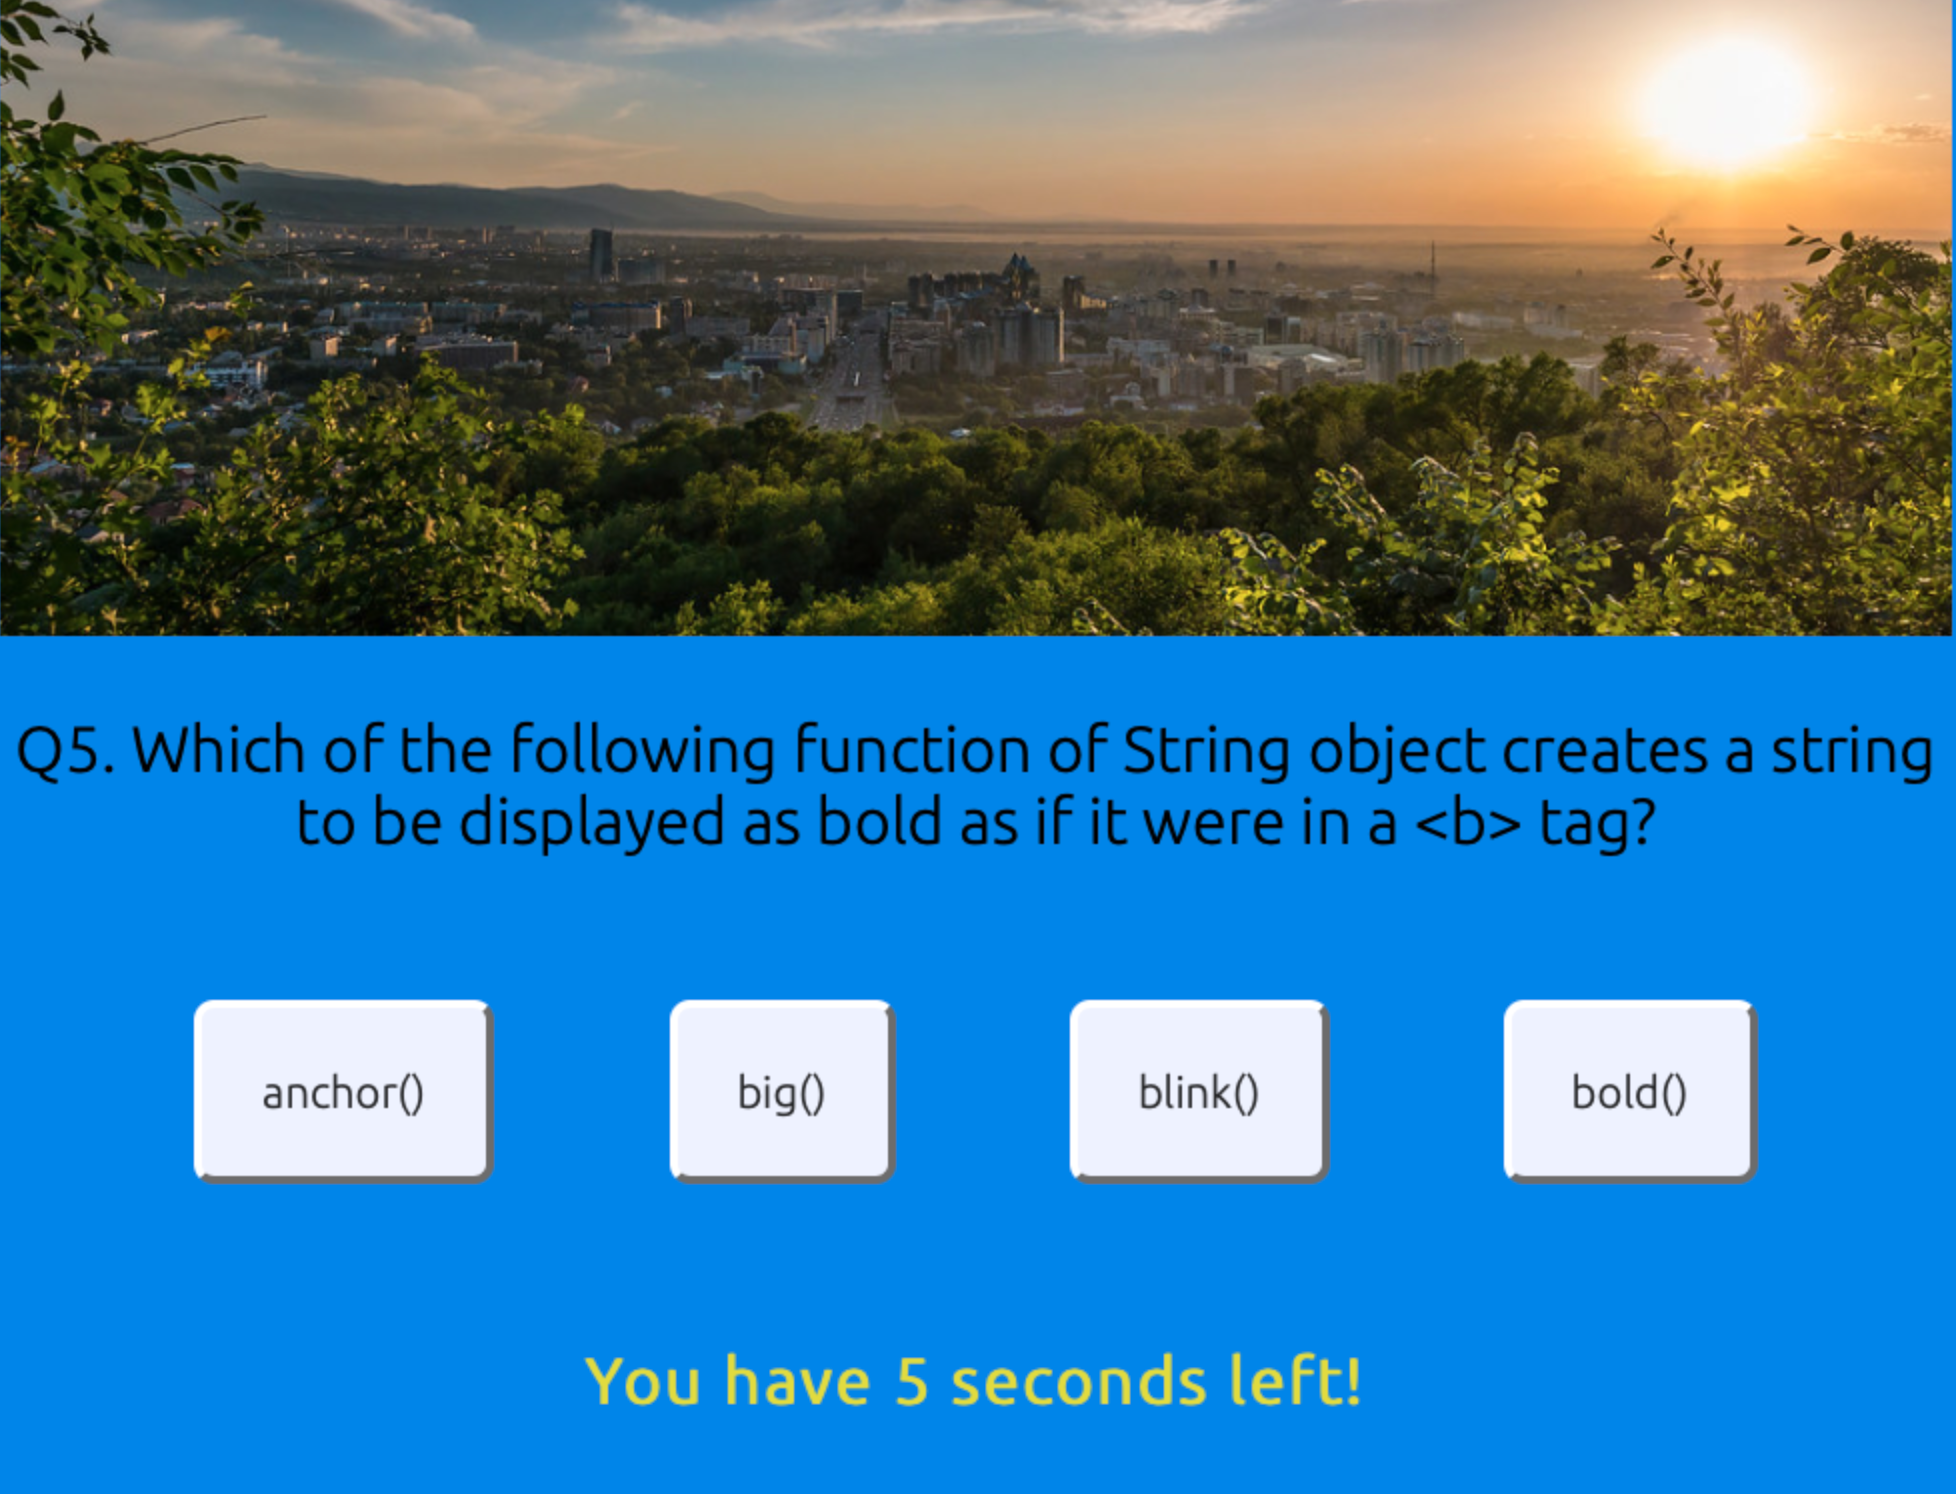 Q5. Which of the following function of String object creates a string
to be displayed as bold as if it were in a <b> tag?
anchor()
big()
blink()
bold()
You have 5 seconds left!